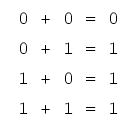 0 + 0 = 0
0 + 1 = 1
1 + 0 = 1
1 + 1 = 1